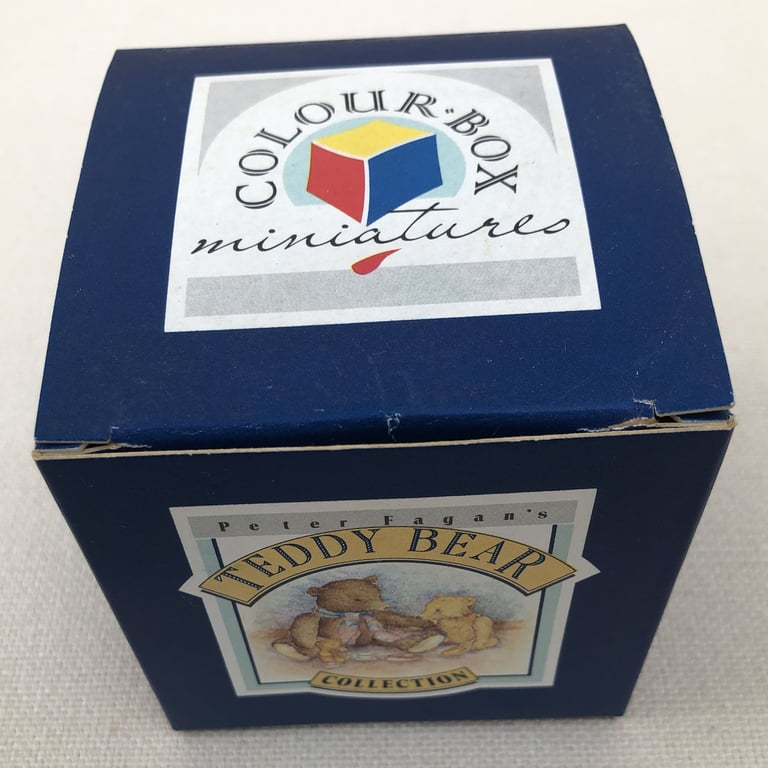 COLOUR·BOX
miniatures
Peter Fagan's
TEDDY BEAR
COLLECTION